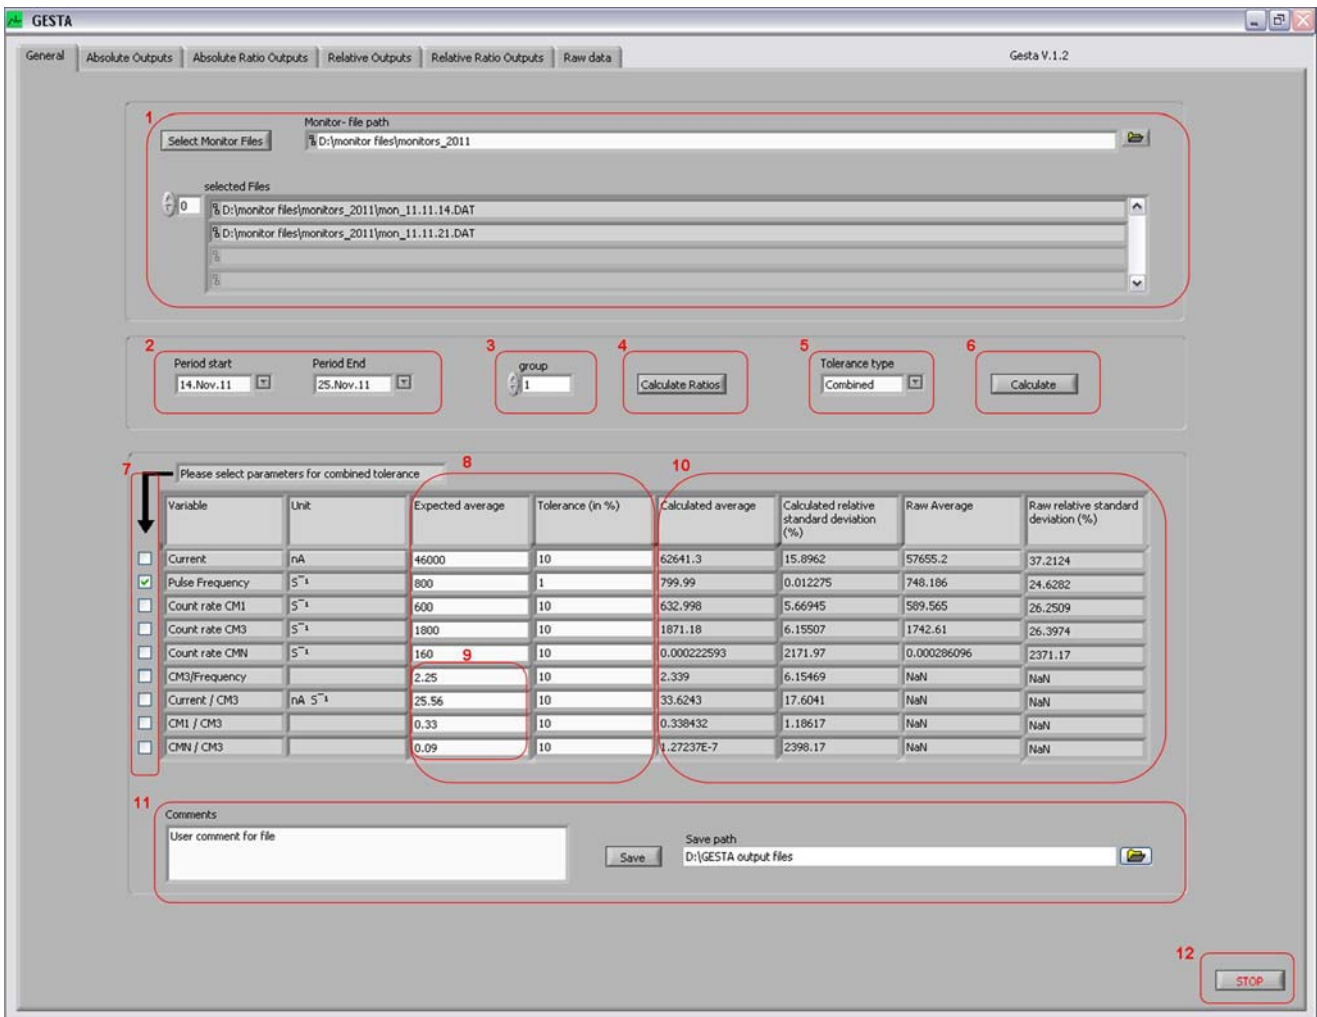 GESTA
General Absolute Outputs Absolute Ratio Outputs Relative Outputs Relative Ratio Outputs Raw data Gesta V.1.2
1
Monitor- file path
Select Monitor Files D:\monitor files\monitors_2011
selected Files
0 D:\monitor files\monitors_2011\mon_11.11.14.DAT
D:\monitor files\monitors_2011\mon_11.11.21.DAT
2 3 4 5 6
Period start Period End group Tolerance type
14.Nov.11 25.Nov.11 1 Calculate Ratios Combined Calculate
7 Please select parameters for combined tolerance 8 10
Variable Unit Expected average Tolerance (in %) Calculated average Calculated relative standard deviation (%) Raw Average Raw relative standard deviation (%)
Current nA 46000 10 62641.3 15.8962 57655.2 37.2124
Pulse Frequency S⁻¹ 800 1 799.99 0.012275 748.186 24.6282
Count rate CM1 S⁻¹ 600 10 632.998 5.66945 589.565 26.2509
Count rate CM3 S⁻¹ 1800 10 1871.18 6.15507 1742.61 26.3974
Count rate CMN S⁻¹ 160 10 0.000222593 2171.97 0.000286096 2371.17
9
CM3/Frequency 2.25 10 2.339 6.15469 NaN NaN
Current / CM3 nA S⁻¹ 25.56 10 33.6243 17.6041 NaN NaN
CM1 / CM3 0.33 10 0.338432 1.18617 NaN NaN
CMN / CM3 0.09 10 1.27237E-7 2398.17 NaN NaN
11
Comments
User comment for file
Save path
Save D:\GESTA output files
12
STOP